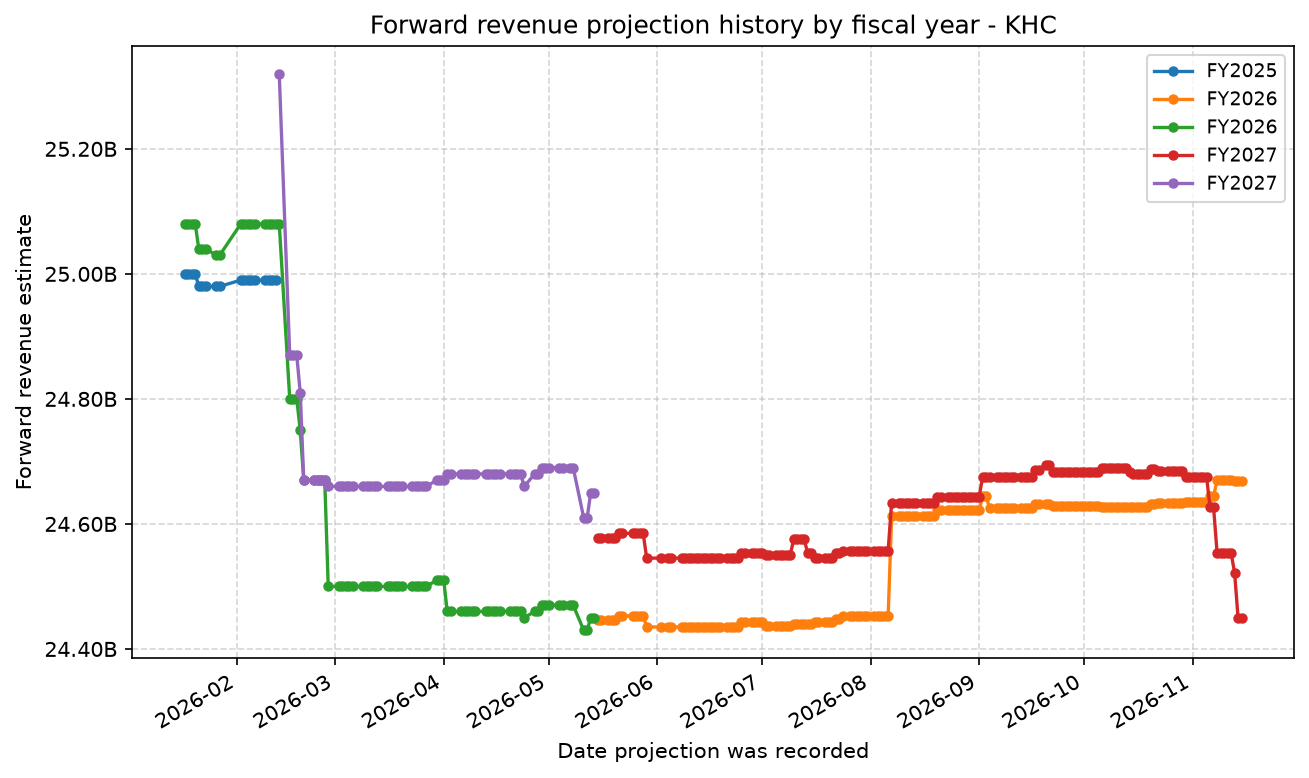 Forward revenue projection history by fiscal year - KHC
FY2025
FY2026
FY2026
FY2027
FY2027
25.20B
25.00B
24.80B
24.60B
24.40B
Forward revenue estimate
2026-02
2026-03
2026-04
2026-05
2026-06
2026-07
2026-08
2026-09
2026-10
2026-11
Date projection was recorded